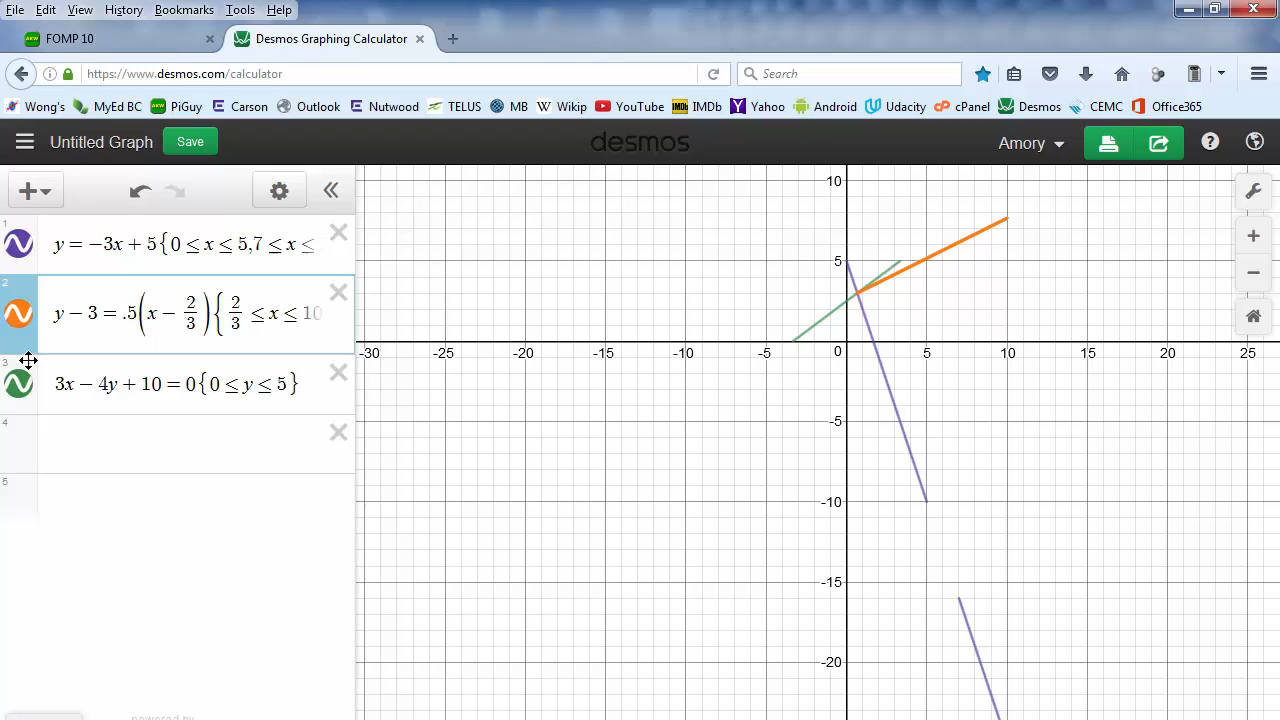 File Edit View History Bookmarks Tools Help
FOMP 10 Desmos Graphing Calculator
https://www.desmos.com/calculator Search
Wong's MyEd BC PiGuy Carson Outlook Nutwood TELUS MB Wikip YouTube IMDb Yahoo Android Udacity cPanel Desmos CEMC Office365
Untitled Graph Save desmos Amory
1
y = −3x + 5{0 ≤ x ≤ 5,7 ≤ x ≤
2
y − 3 = .5(x − 2/3){2/3 ≤ x ≤ 10
3
3x − 4y + 10 = 0{0 ≤ y ≤ 5}
4
5
powered by
10
5
-30 -25 -20 -15 -10 -5 0 5 10 15 20 25
-5
-10
-15
-20